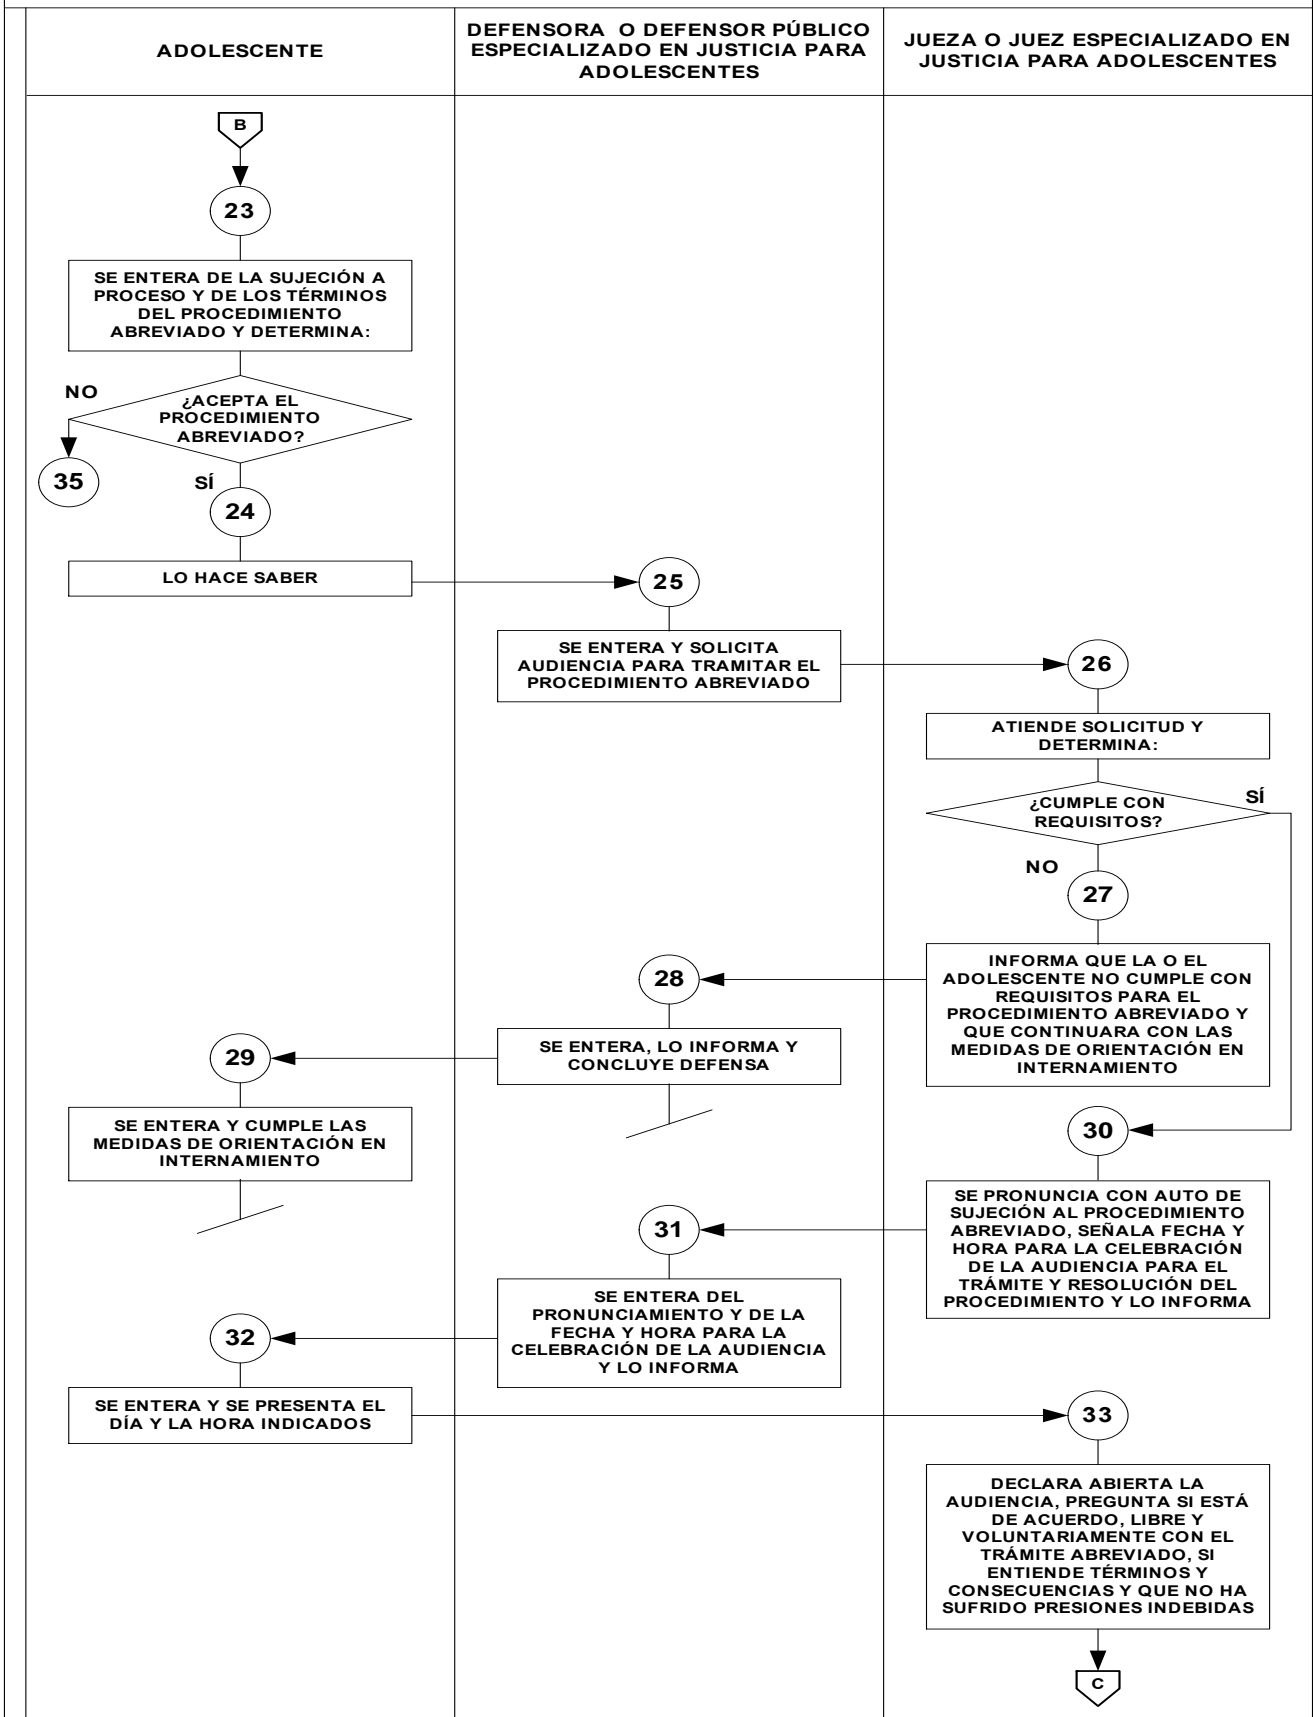 ADOLESCENTE
DEFENSORA O DEFENSOR PÚBLICO
ESPECIALIZADO EN JUSTICIA PARA
ADOLESCENTES
JUEZA O JUEZ ESPECIALIZADO EN
JUSTICIA PARA ADOLESCENTES
B
23
SE ENTERA DE LA SUJECIÓN A
PROCESO Y DE LOS TÉRMINOS
DEL PROCEDIMIENTO
ABREVIADO Y DETERMINA:
NO
¿ACEPTA EL
PROCEDIMIENTO
ABREVIADO?
35
SÍ
24
LO HACE SABER
25
SE ENTERA Y SOLICITA
AUDIENCIA PARA TRAMITAR EL
PROCEDIMIENTO ABREVIADO
26
ATIENDE SOLICITUD Y
DETERMINA:
¿CUMPLE CON
REQUISITOS?
SÍ
NO
27
INFORMA QUE LA O EL
ADOLESCENTE NO CUMPLE CON
REQUISITOS PARA EL
PROCEDIMIENTO ABREVIADO Y
QUE CONTINUARA CON LAS
MEDIDAS DE ORIENTACIÓN EN
INTERNAMIENTO
28
SE ENTERA, LO INFORMA Y
CONCLUYE DEFENSA
29
SE ENTERA Y CUMPLE LAS
MEDIDAS DE ORIENTACIÓN EN
INTERNAMIENTO
30
SE PRONUNCIA CON AUTO DE
SUJECIÓN AL PROCEDIMIENTO
ABREVIADO, SEÑALA FECHA Y
HORA PARA LA CELEBRACIÓN
DE LA AUDIENCIA PARA EL
TRÁMITE Y RESOLUCIÓN DEL
PROCEDIMIENTO Y LO INFORMA
31
SE ENTERA DEL
PRONUNCIAMIENTO Y DE LA
FECHA Y HORA PARA LA
CELEBRACIÓN DE LA AUDIENCIA
Y LO INFORMA
32
SE ENTERA Y SE PRESENTA EL
DÍA Y LA HORA INDICADOS
33
DECLARA ABIERTA LA
AUDIENCIA, PREGUNTA SI ESTÁ
DE ACUERDO, LIBRE Y
VOLUNTARIAMENTE CON EL
TRÁMITE ABREVIADO, SI
ENTIENDE TÉRMINOS Y
CONSECUENCIAS Y QUE NO HA
SUFRIDO PRESIONES INDEBIDAS
C